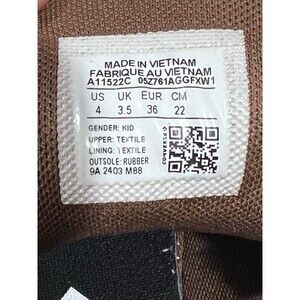 MADE IN VIETNAM
FABRIQUE AU VIETNAM
A11522C 05Z761AGGFXW1
US UK EUR CM
4 3.5 36 22
GENDER: KID
UPPER: TEXTILE
LINING: TEXTILE
OUTSOLE: RUBBER
9A 2403 M88
CONVERSE